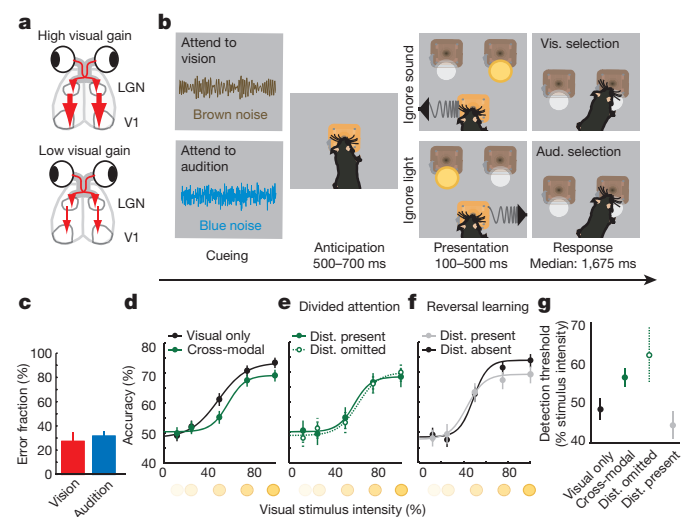 a
High visual gain
LGN
V1
Low visual gain
LGN
V1
b
Attend to
vision
Brown noise
Attend to
audition
Blue noise
Cueing
Anticipation
500–700 ms
Ignore sound
Ignore light
Presentation
100–500 ms
Vis. selection
Aud. selection
Response
Median: 1,675 ms
c
Error fraction (%)
100
80
60
40
20
0
Vision
Audition
d
Visual only
Cross-modal
Accuracy (%)
80
70
60
50
40
0 40 80
e Divided attention
Dist. present
Dist. omitted
0 40 80
f Reversal learning
Dist. present
Dist. absent
0 40 80
Visual stimulus intensity (%)
g
Detection threshold
(% stimulus intensity)
70
60
50
40
Visual only
Cross-modal
Dist. omitted
Dist. present